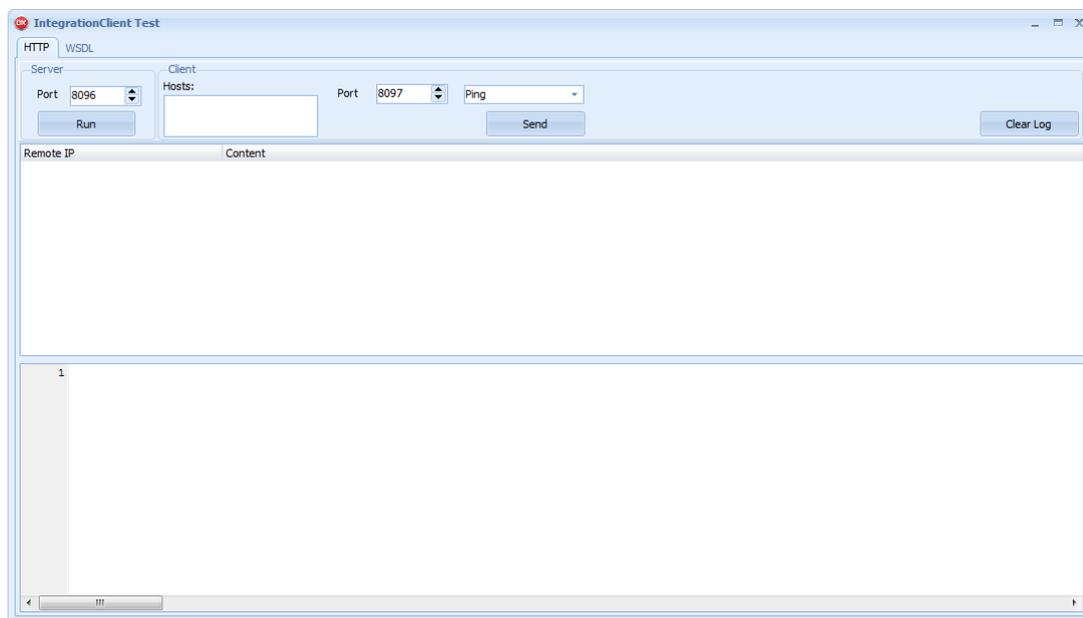 DX IntegrationClient Test
HTTP WSDL
Server Client
Port 8096 Hosts: Port 8097 Ping
Run Send Clear Log
Remote IP Content
1